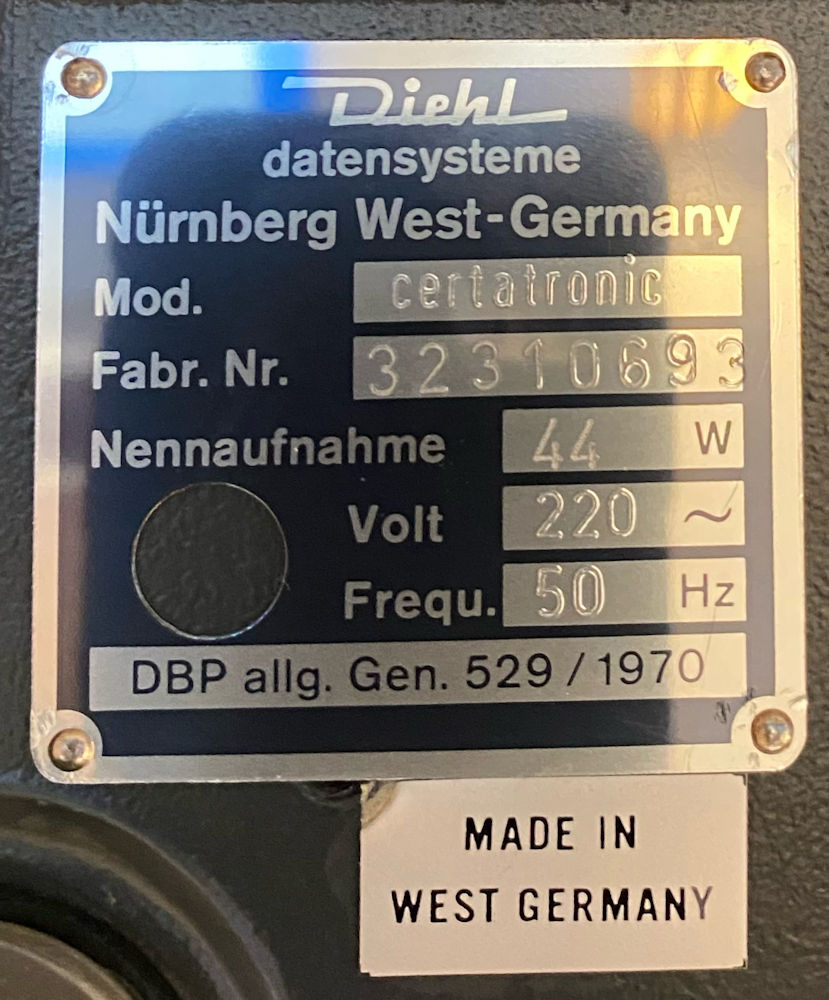 Diehl
datensysteme
Nürnberg West-Germany
Mod. certatronic
Fabr. Nr. 32310693
Nennaufnahme 44 W
Volt 220 ~
Frequ. 50 Hz
DBP allg. Gen. 529 / 1970
MADE IN
WEST GERMANY